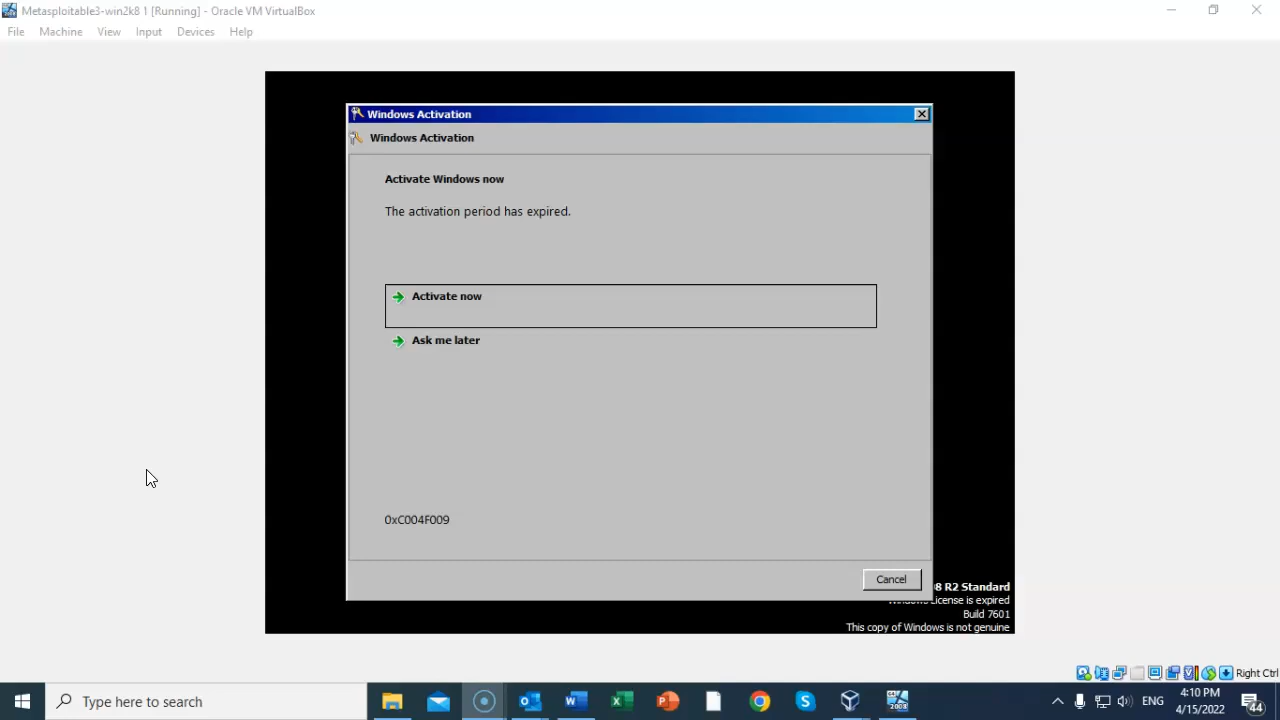 Metasploitable3-win2k8 1 [Running] - Oracle VM VirtualBox
File Machine View Input Devices Help
Windows Activation
Windows Activation
Activate Windows now
The activation period has expired.
Activate now
Ask me later
0xC004F009
Cancel
8 R2 Standard
Windows License is expired
Build 7601
This copy of Windows is not genuine
Right Ctrl
Type here to search
ENG
4:10 PM
4/15/2022
44